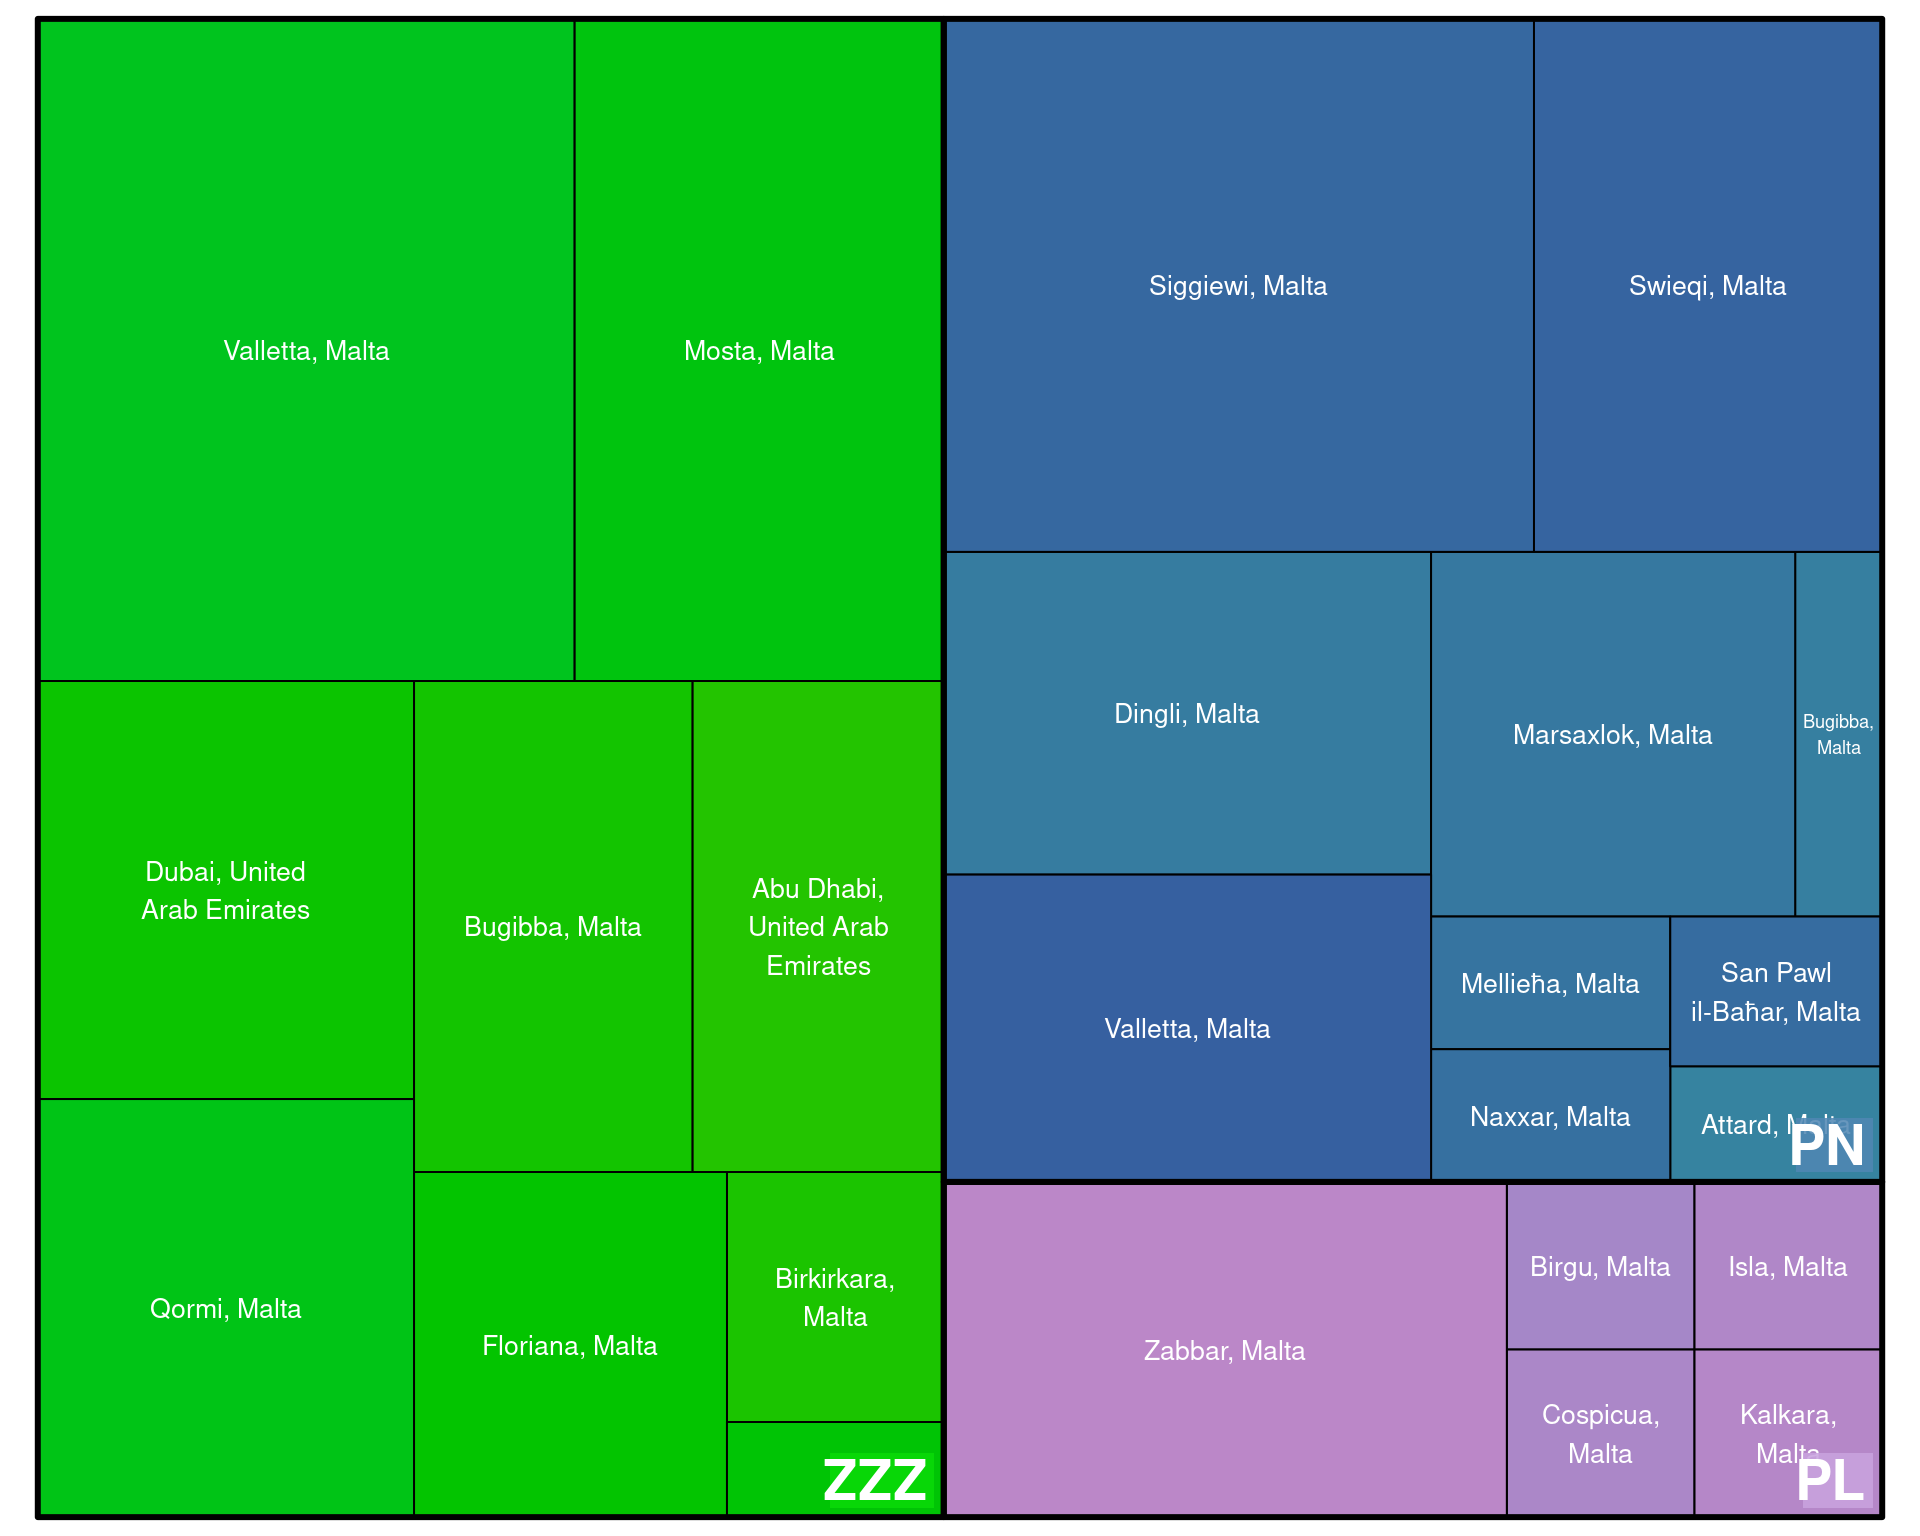 Valletta, Malta
Mosta, Malta
Dubai, United
Arab Emirates
Bugibba, Malta
Abu Dhabi,
United Arab
Emirates
Qormi, Malta
Floriana, Malta
Birkirkara,
Malta
ZZZ
Siggiewi, Malta
Swieqi, Malta
Dingli, Malta
Marsaxlok, Malta
Bugibba,
Malta
Valletta, Malta
Mellieħa, Malta
San Pawl
il-Baħar, Malta
Naxxar, Malta
Attard, Malta
PN
Zabbar, Malta
Birgu, Malta
Isla, Malta
Cospicua,
Malta
Kalkara,
Malta
PL